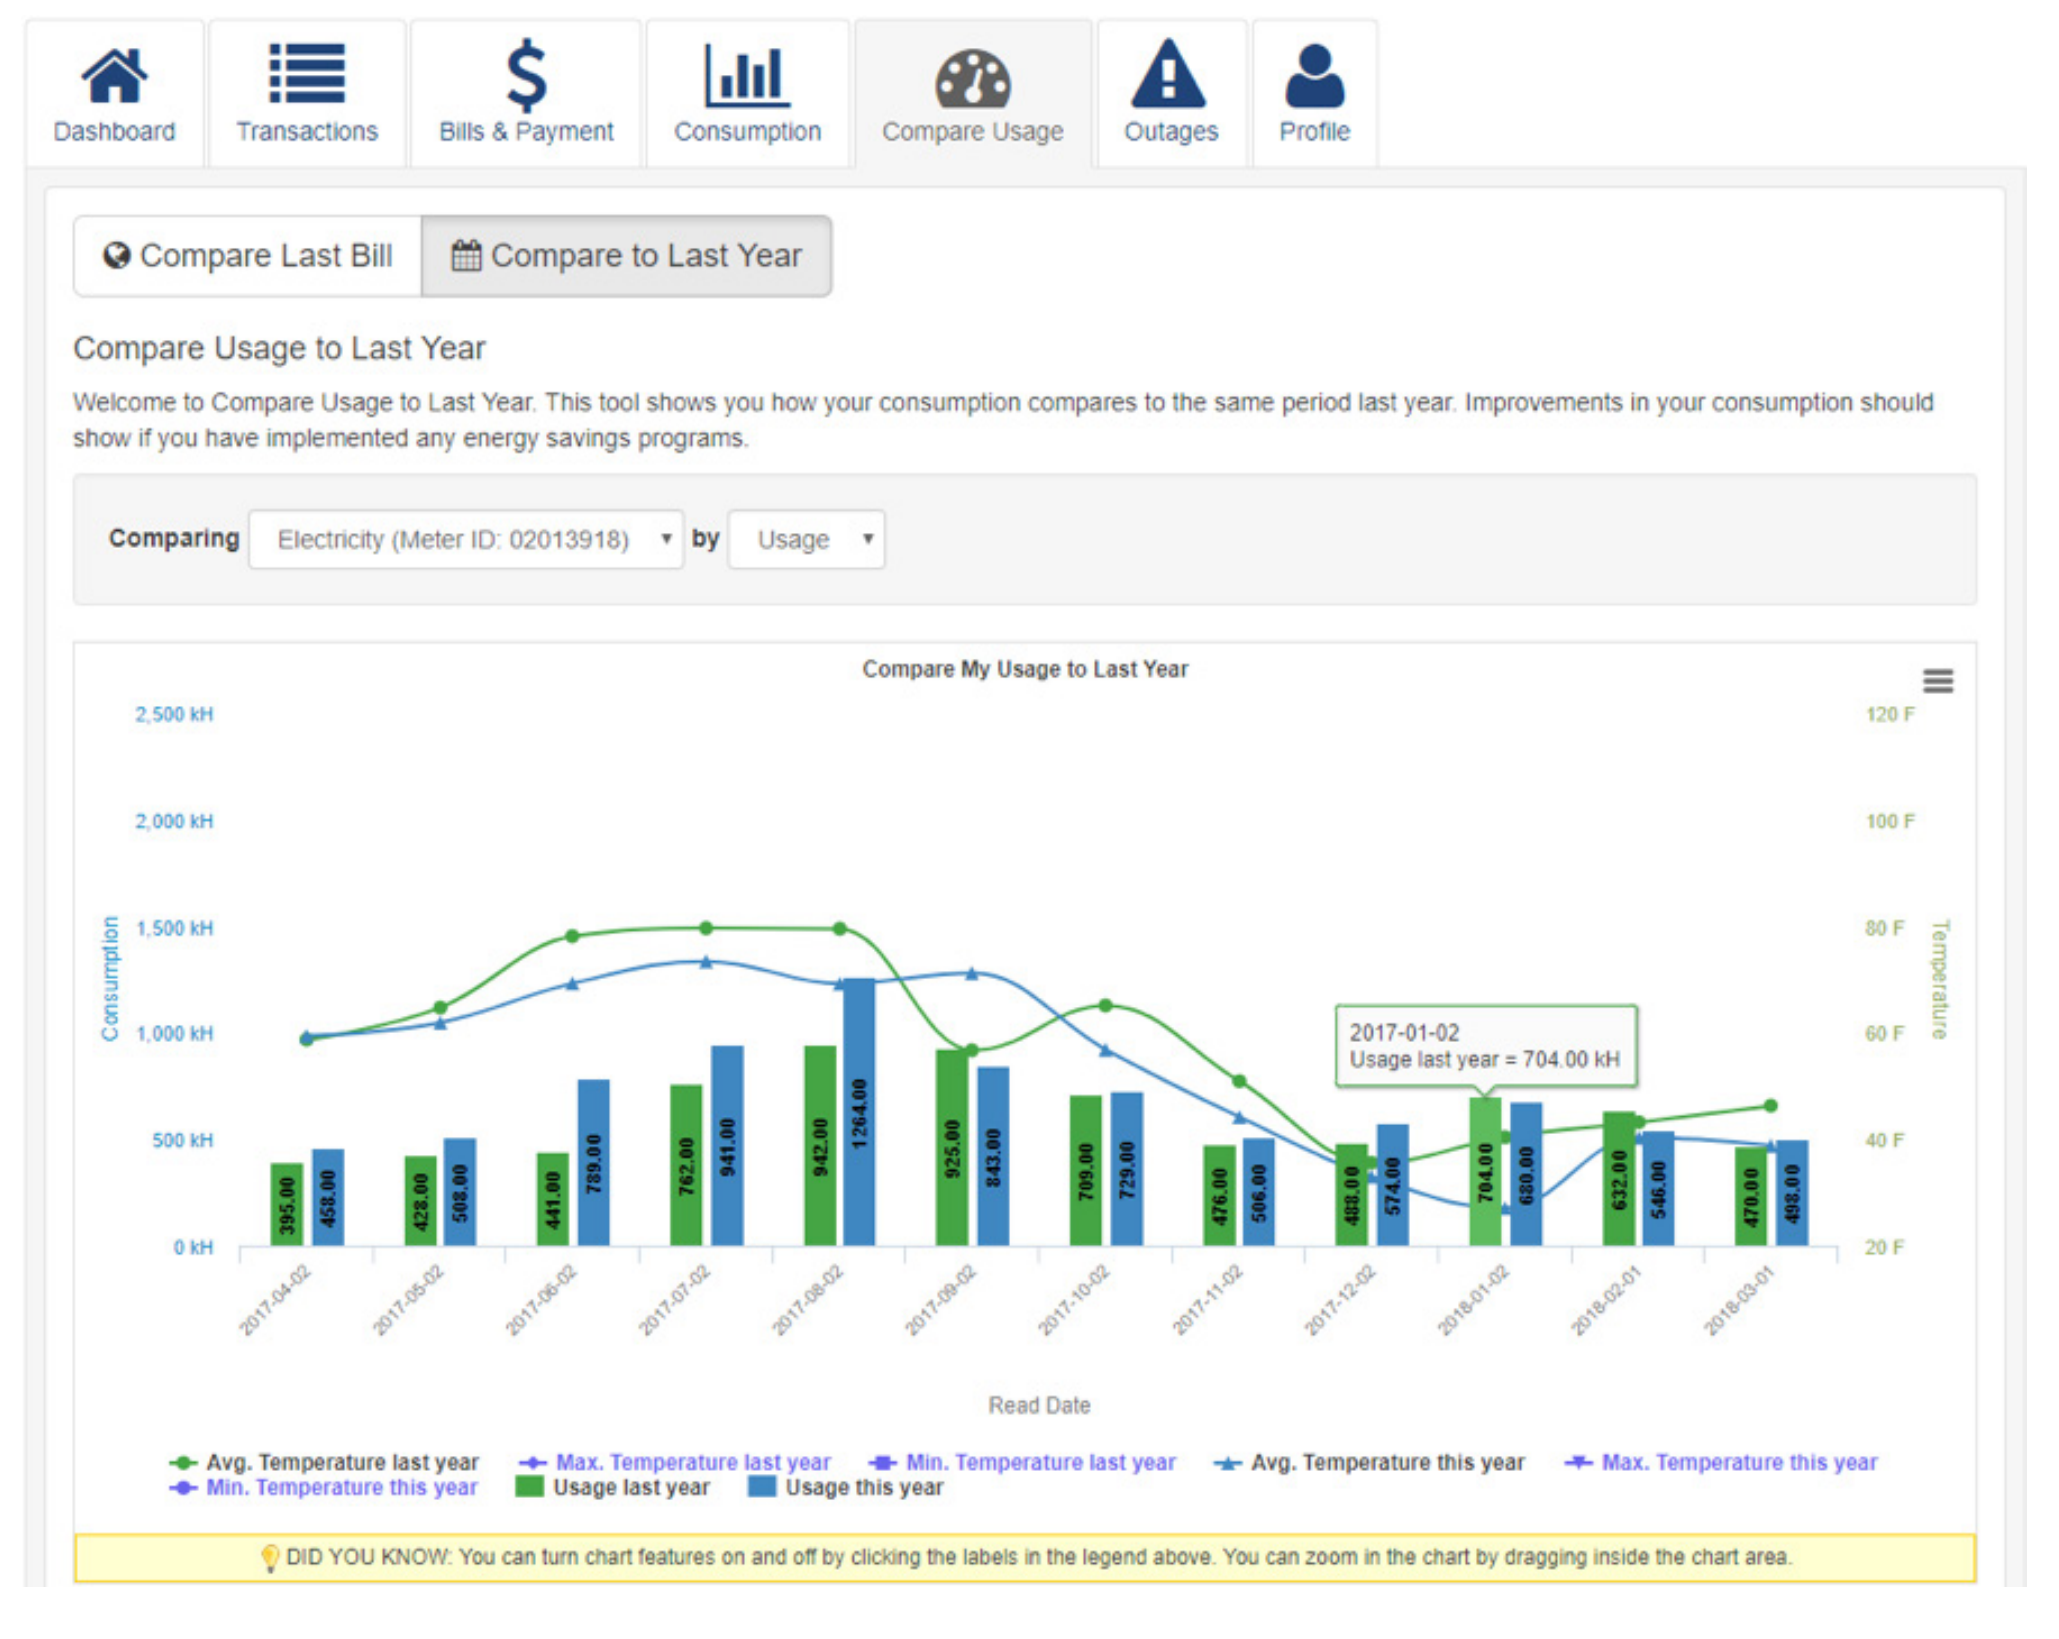 Dashboard Transactions Bills & Payment Consumption Compare Usage Outages Profile
Compare Last Bill Compare to Last Year
Compare Usage to Last Year
Welcome to Compare Usage to Last Year. This tool shows you how your consumption compares to the same period last year. Improvements in your consumption should
show if you have implemented any energy savings programs.
Comparing Electricity (Meter ID: 02013918) by Usage
Compare My Usage to Last Year
2,500 kH 120 F
2,000 kH 100 F
1,500 kH 80 F
1,000 kH 60 F
500 kH 40 F
0 kH 20 F
Consumption
Temperature
2017-01-02
Usage last year = 704.00 kH
395.00 458.00 428.00 508.00 441.00 789.00 762.00 941.00 942.00 1264.00 925.00 843.00 709.00 729.00 476.00 506.00 488.00 574.00 704.00 680.00 632.00 546.00 470.00 498.00
2017-04-02 2017-05-02 2017-06-02 2017-07-02 2017-08-02 2017-09-02 2017-10-02 2017-11-02 2017-12-02 2018-01-02 2018-02-01 2018-03-01
Read Date
Avg. Temperature last year Max. Temperature last year Min. Temperature last year Avg. Temperature this year Max. Temperature this year
Min. Temperature this year Usage last year Usage this year
DID YOU KNOW: You can turn chart features on and off by clicking the labels in the legend above. You can zoom in the chart by dragging inside the chart area.